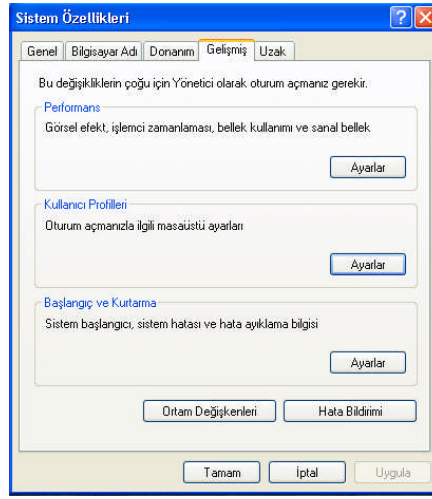 Sistem Özellikleri
Genel Bilgisayar Adı Donanım Gelişmiş Uzak
Bu değişikliklerin çoğu için Yönetici olarak oturum açmanız gerekir.
Performans
Görsel efekt, işlemci zamanlaması, bellek kullanımı ve sanal bellek
Ayarlar
Kullanıcı Profilleri
Oturum açmanızla ilgili masaüstü ayarları
Ayarlar
Başlangıç ve Kurtarma
Sistem başlangıcı, sistem hatası ve hata ayıklama bilgisi
Ayarlar
Ortam Değişkenleri Hata Bildirimi
Tamam İptal Uygula